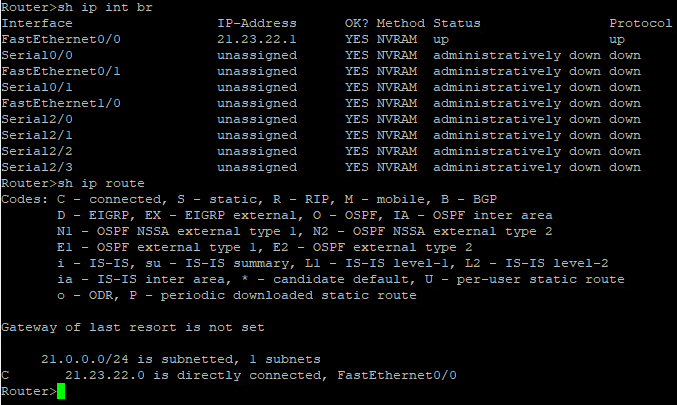 Router>sh ip int br
Interface                  IP-Address      OK? Method Status                Protocol
FastEthernet0/0            21.23.22.1      YES NVRAM  up                    up
Serial0/0                  unassigned      YES NVRAM  administratively down down
FastEthernet0/1            unassigned      YES NVRAM  administratively down down
Serial0/1                  unassigned      YES NVRAM  administratively down down
FastEthernet1/0            unassigned      YES NVRAM  administratively down down
Serial2/0                  unassigned      YES NVRAM  administratively down down
Serial2/1                  unassigned      YES NVRAM  administratively down down
Serial2/2                  unassigned      YES NVRAM  administratively down down
Serial2/3                  unassigned      YES NVRAM  administratively down down
Router>sh ip route
Codes: C - connected, S - static, R - RIP, M - mobile, B - BGP
       D - EIGRP, EX - EIGRP external, O - OSPF, IA - OSPF inter area
       N1 - OSPF NSSA external type 1, N2 - OSPF NSSA external type 2
       E1 - OSPF external type 1, E2 - OSPF external type 2
       i - IS-IS, su - IS-IS summary, L1 - IS-IS level-1, L2 - IS-IS level-2
       ia - IS-IS inter area, * - candidate default, U - per-user static route
       o - ODR, P - periodic downloaded static route
Gateway of last resort is not set
     21.0.0.0/24 is subnetted, 1 subnets
C       21.23.22.0 is directly connected, FastEthernet0/0
Router>